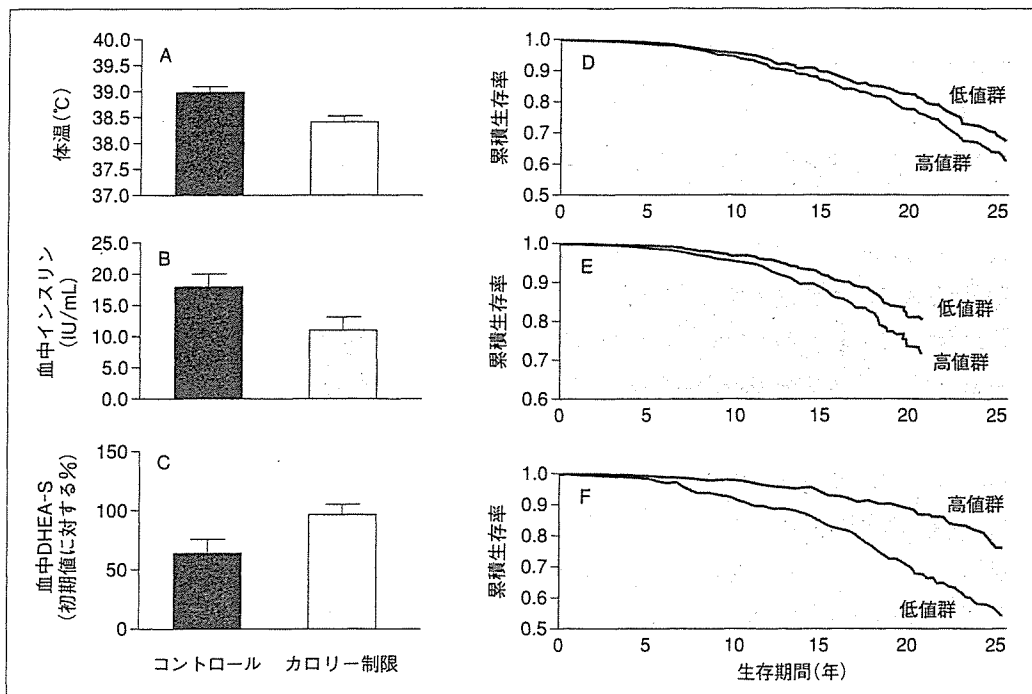 A
体温(℃)
40.0
39.5
39.0
38.5
38.0
37.5
37.0
B
血中インスリン
(IU/mL)
25.0
20.0
15.0
10.0
5.0
0.0
C
血中DHEA-S
(初期値に対する%)
150
100
50
0
コントロール カロリー制限
D
累積生存率
1.0
0.9
0.8
0.7
0.6
0.5
低値群
高値群
0 5 10 15 20 25
E
累積生存率
1.0
0.9
0.8
0.7
0.6
低値群
高値群
0 5 10 15 20 25
F
累積生存率
1.0
0.9
0.8
0.7
0.6
0.5
高値群
低値群
0 5 10 15 20 25
生存期間(年)